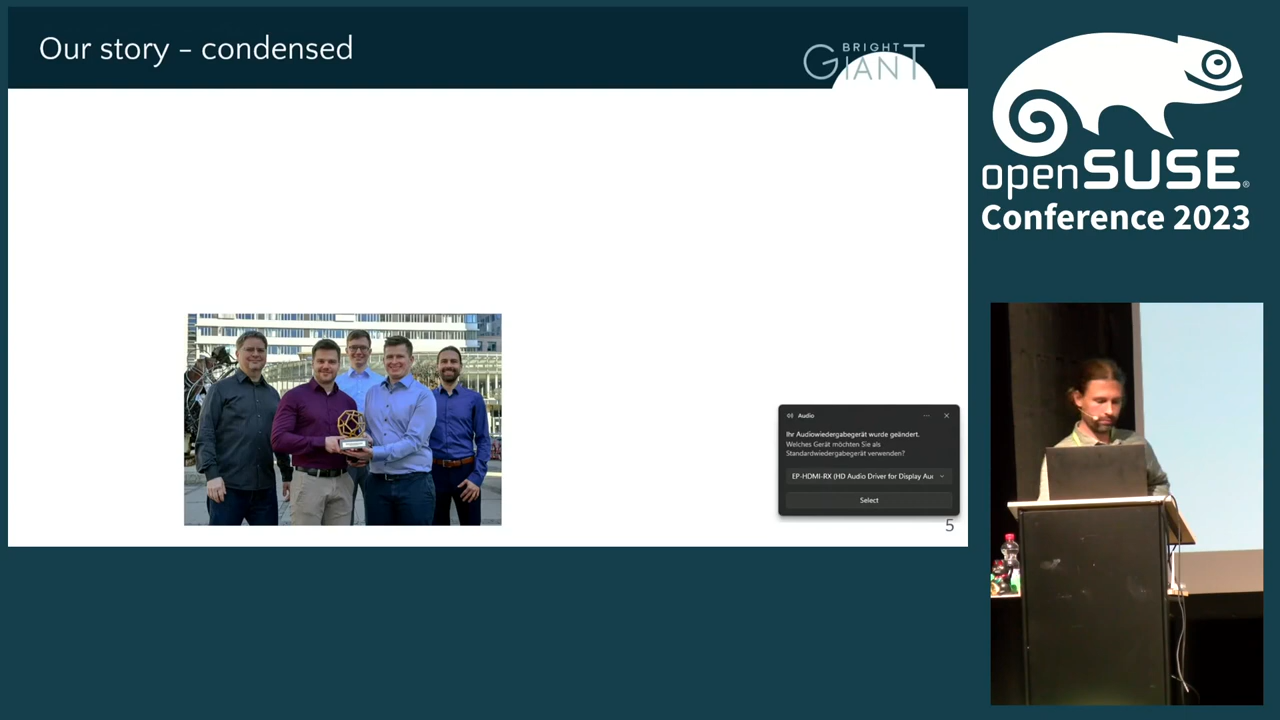 Our story - condensed
BRIGHT
GIANT
openSUSE®
Conference 2023
Audio
Ihr Audiowiedergabegerät wurde geändert.
Welches Gerät möchten Sie als
Standardwiedergabegerät verwenden?
EP-HDMI-RX (HD Audio Driver for Display Au
Select
5